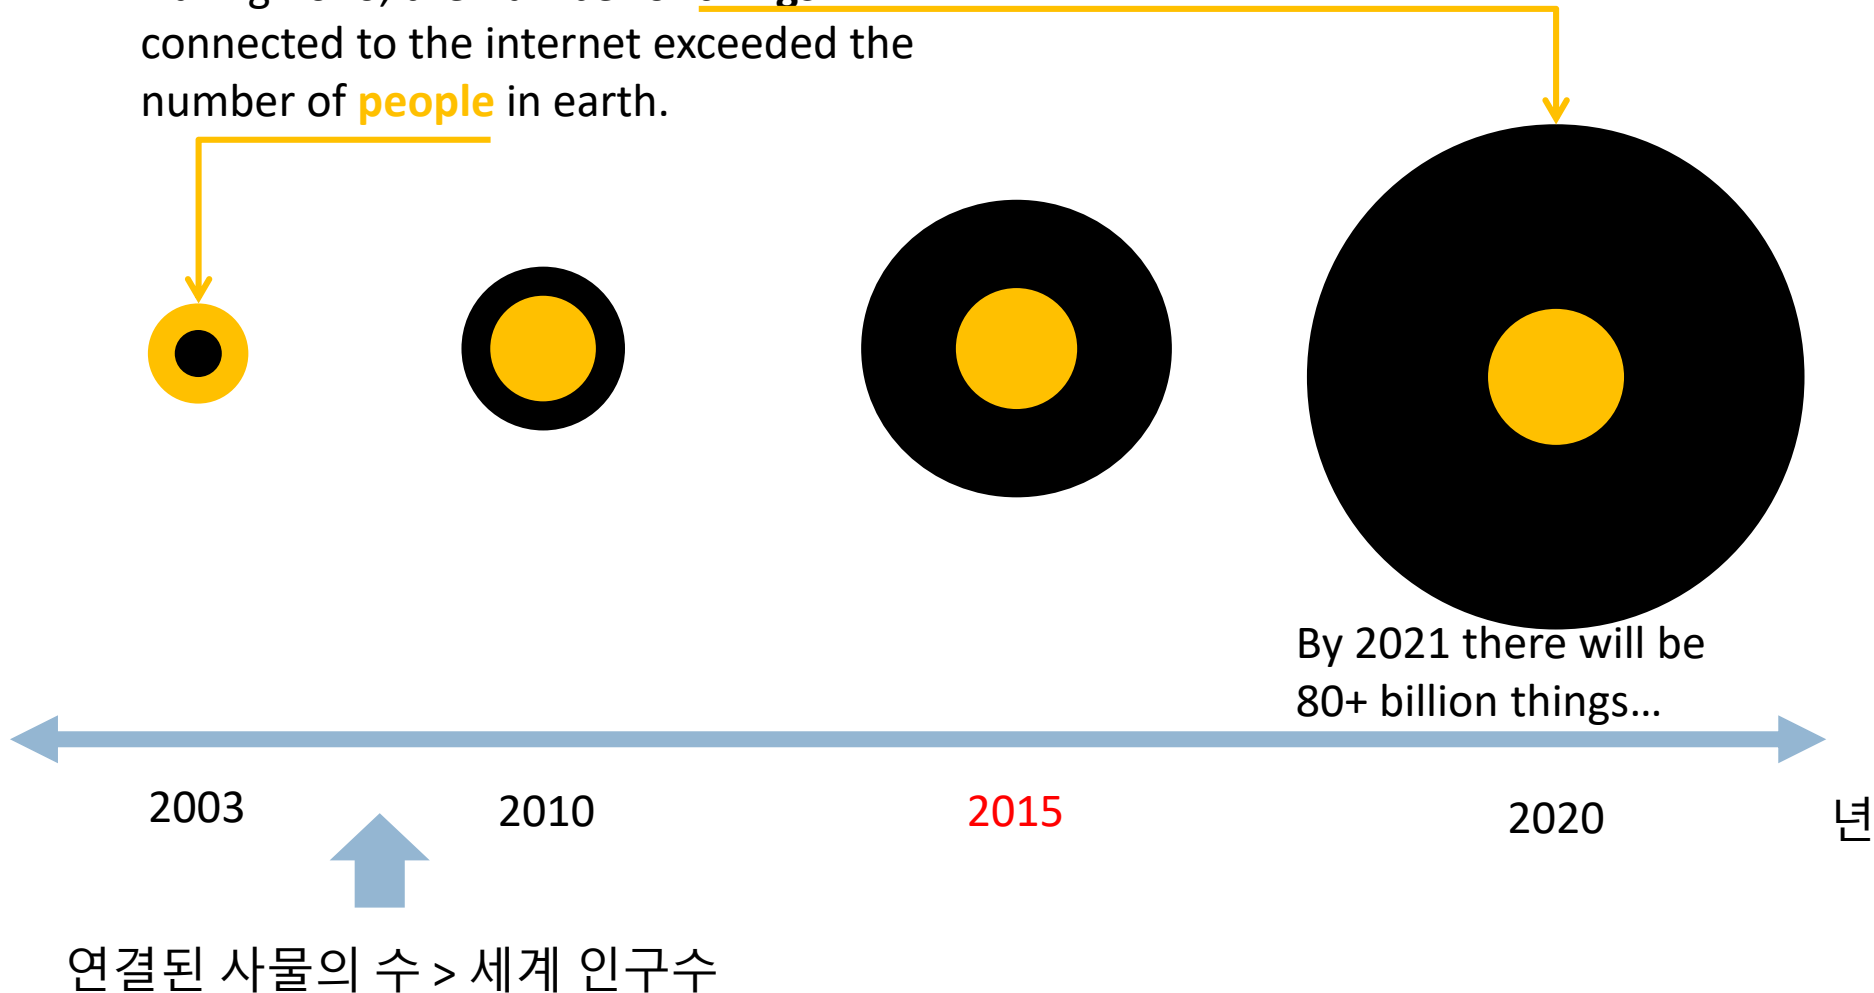 connected to the internet exceeded the
number of people in earth.
By 2021 there will be
80+ billion things...
2003
2010
2015
2020
년
연결된 사물의 수 > 세계 인구수